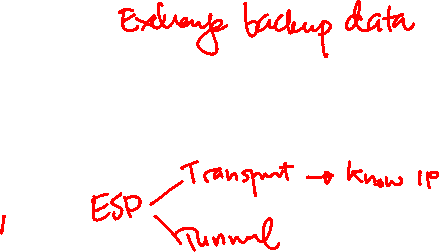 Exchange backup data
Transport → know IP
ESP
Tunnel